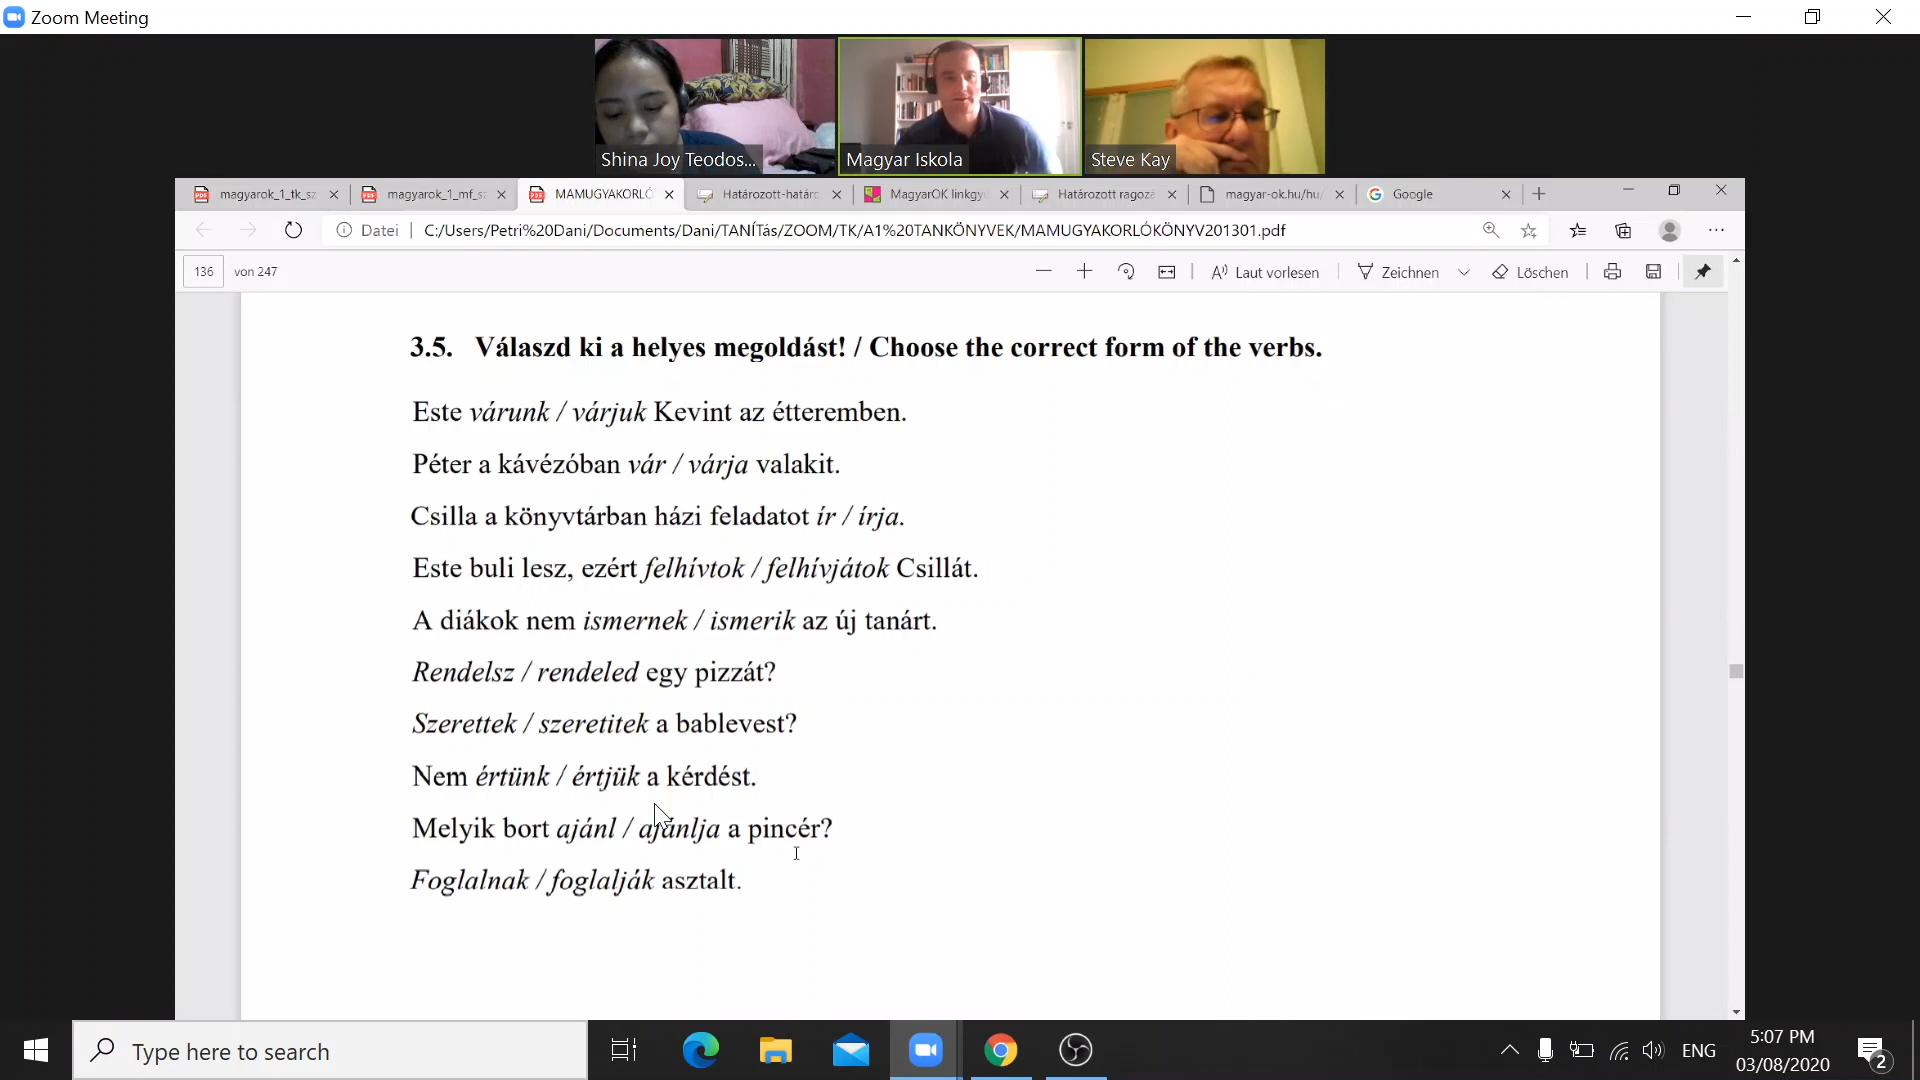 Zoom Meeting
Shina Joy Teodos...
Magyar Iskola
Steve Kay
magyarok_1_tk_sz
magyarok_1_mf_sz
MAMUGYAKORLÓ
Határozott-határo
MagyarOK linkgyű
Határozott ragozá
magyar-ok.hu/hu/
Google
Datei
C:/Users/Petri%20Dani/Documents/Dani/TANÍTás/ZOOM/TK/A1%20TANKÖNYVEK/MAMUGYAKORLÓKÖNYV201301.pdf
136 von 247
Laut vorlesen
Zeichnen
Löschen
3.5. Válaszd ki a helyes megoldást! / Choose the correct form of the verbs.
Este várunk / várjuk Kevint az étteremben.
Péter a kávézóban vár / várja valakit.
Csilla a könyvtárban házi feladatot ír / írja.
Este buli lesz, ezért felhívtok / felhívjátok Csillát.
A diákok nem ismernek / ismerik az új tanárt.
Rendelsz / rendeled egy pizzát?
Szerettek / szeretitek a bablevest?
Nem értünk / értjük a kérdést.
Melyik bort ajánl / ajánlja a pincér?
Foglalnak / foglalják asztalt.
Type here to search
ENG
5:07 PM
03/08/2020
2